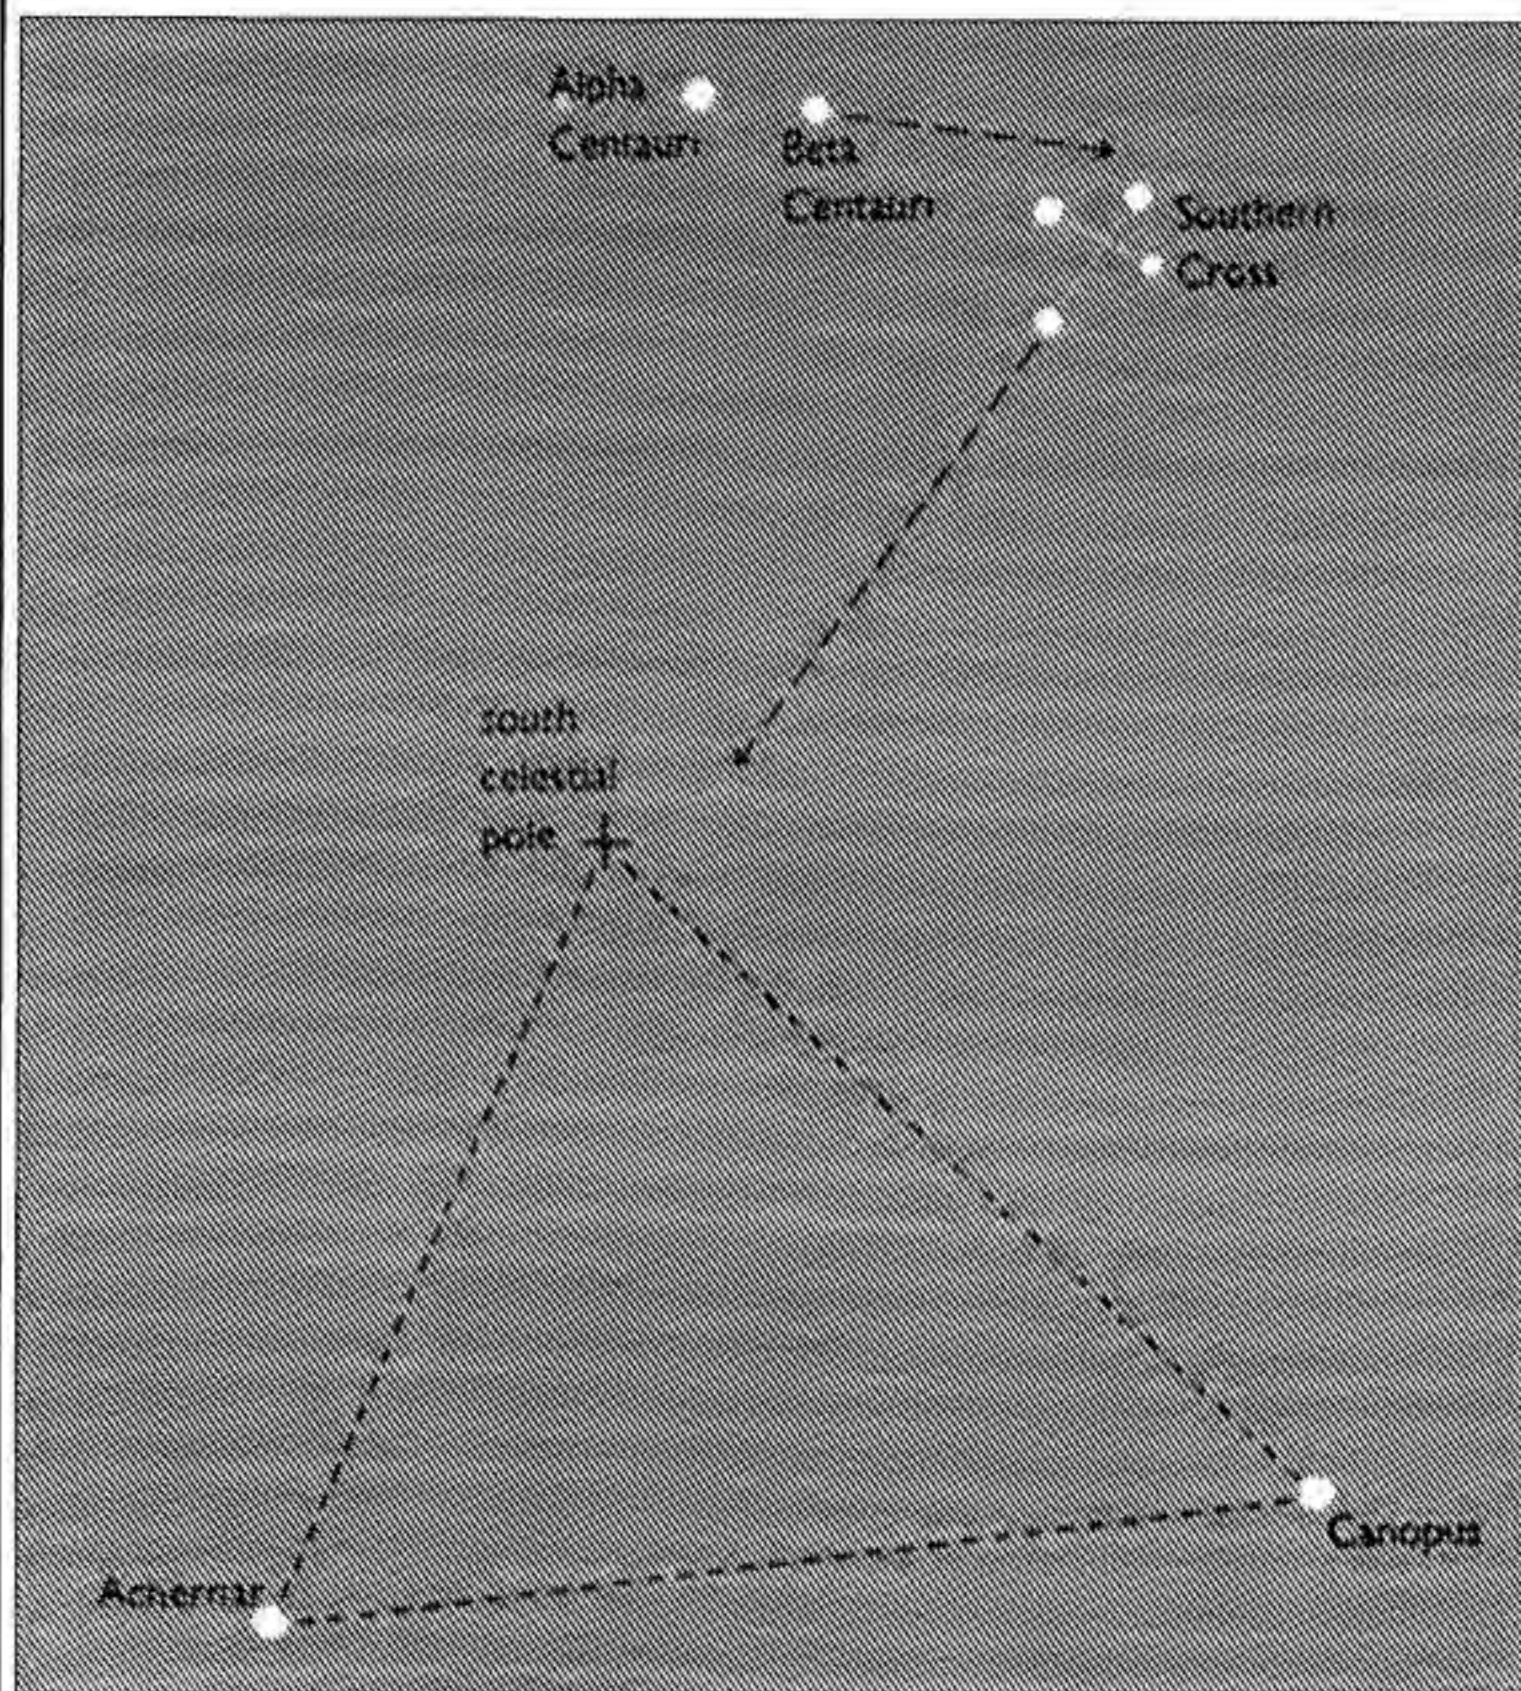 Alpha
Centauri
Beta
Centauri
Southern
Cross
south
celestial
pole
Canopus
Achernar